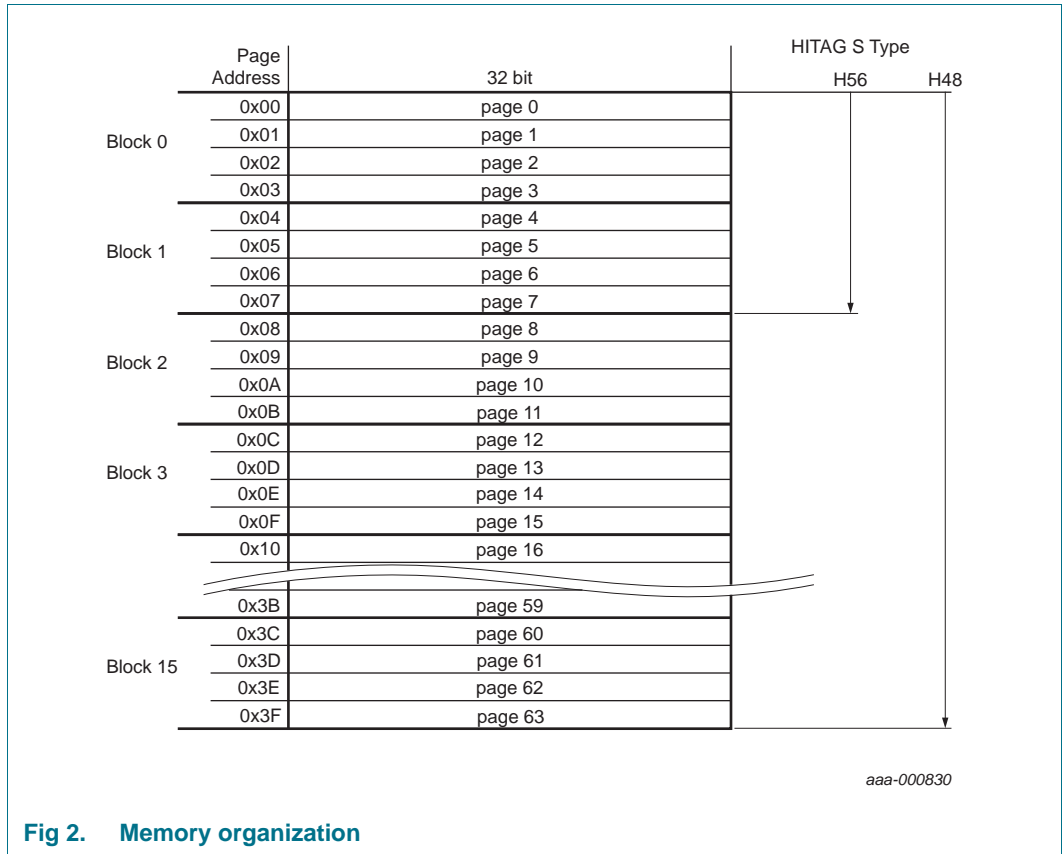 HITAG S Type
Page
Address 32 bit H56 H48
0x00 page 0
Block 0 0x01 page 1
0x02 page 2
0x03 page 3
0x04 page 4
Block 1 0x05 page 5
0x06 page 6
0x07 page 7
0x08 page 8
Block 2 0x09 page 9
0x0A page 10
0x0B page 11
0x0C page 12
Block 3 0x0D page 13
0x0E page 14
0x0F page 15
0x10 page 16
0x3B page 59
0x3C page 60
Block 15 0x3D page 61
0x3E page 62
0x3F page 63
aaa-000830
Fig 2. Memory organization